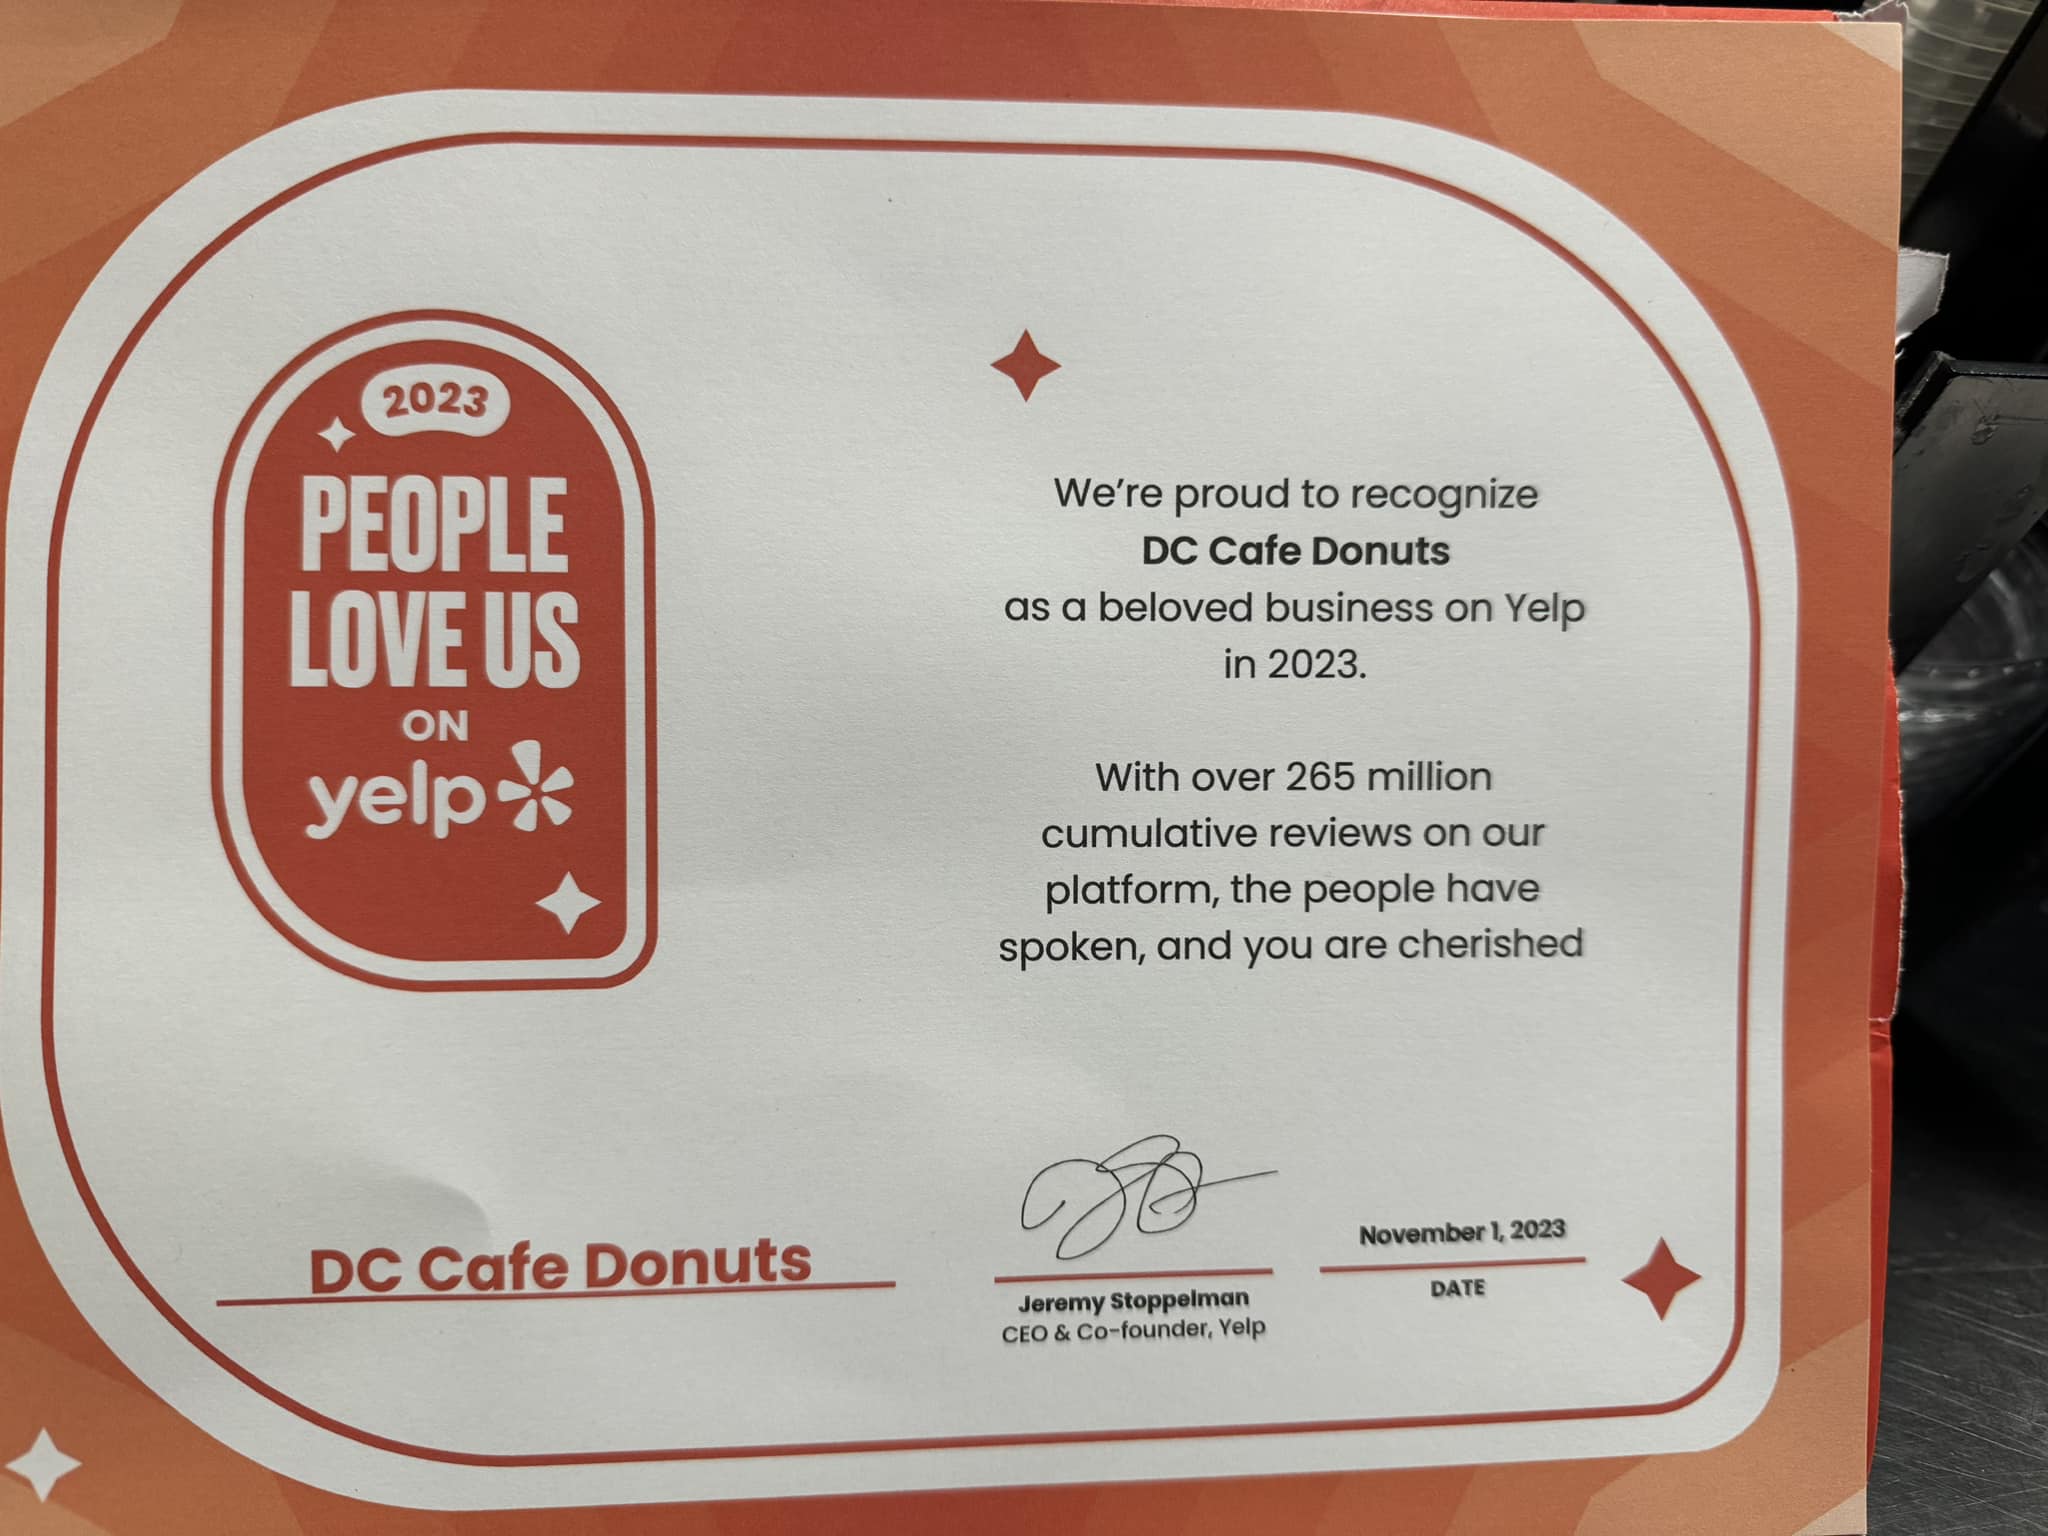 2023
PEOPLE
LOVE US
ON
yelp
We're proud to recognize
DC Cafe Donuts
as a beloved business on Yelp
in 2023.
With over 265 million
cumulative reviews on our
platform, the people have
spoken, and you are cherished
DC Cafe Donuts
Jeremy Stoppelman
CEO & Co-founder, Yelp
November 1, 2023
DATE